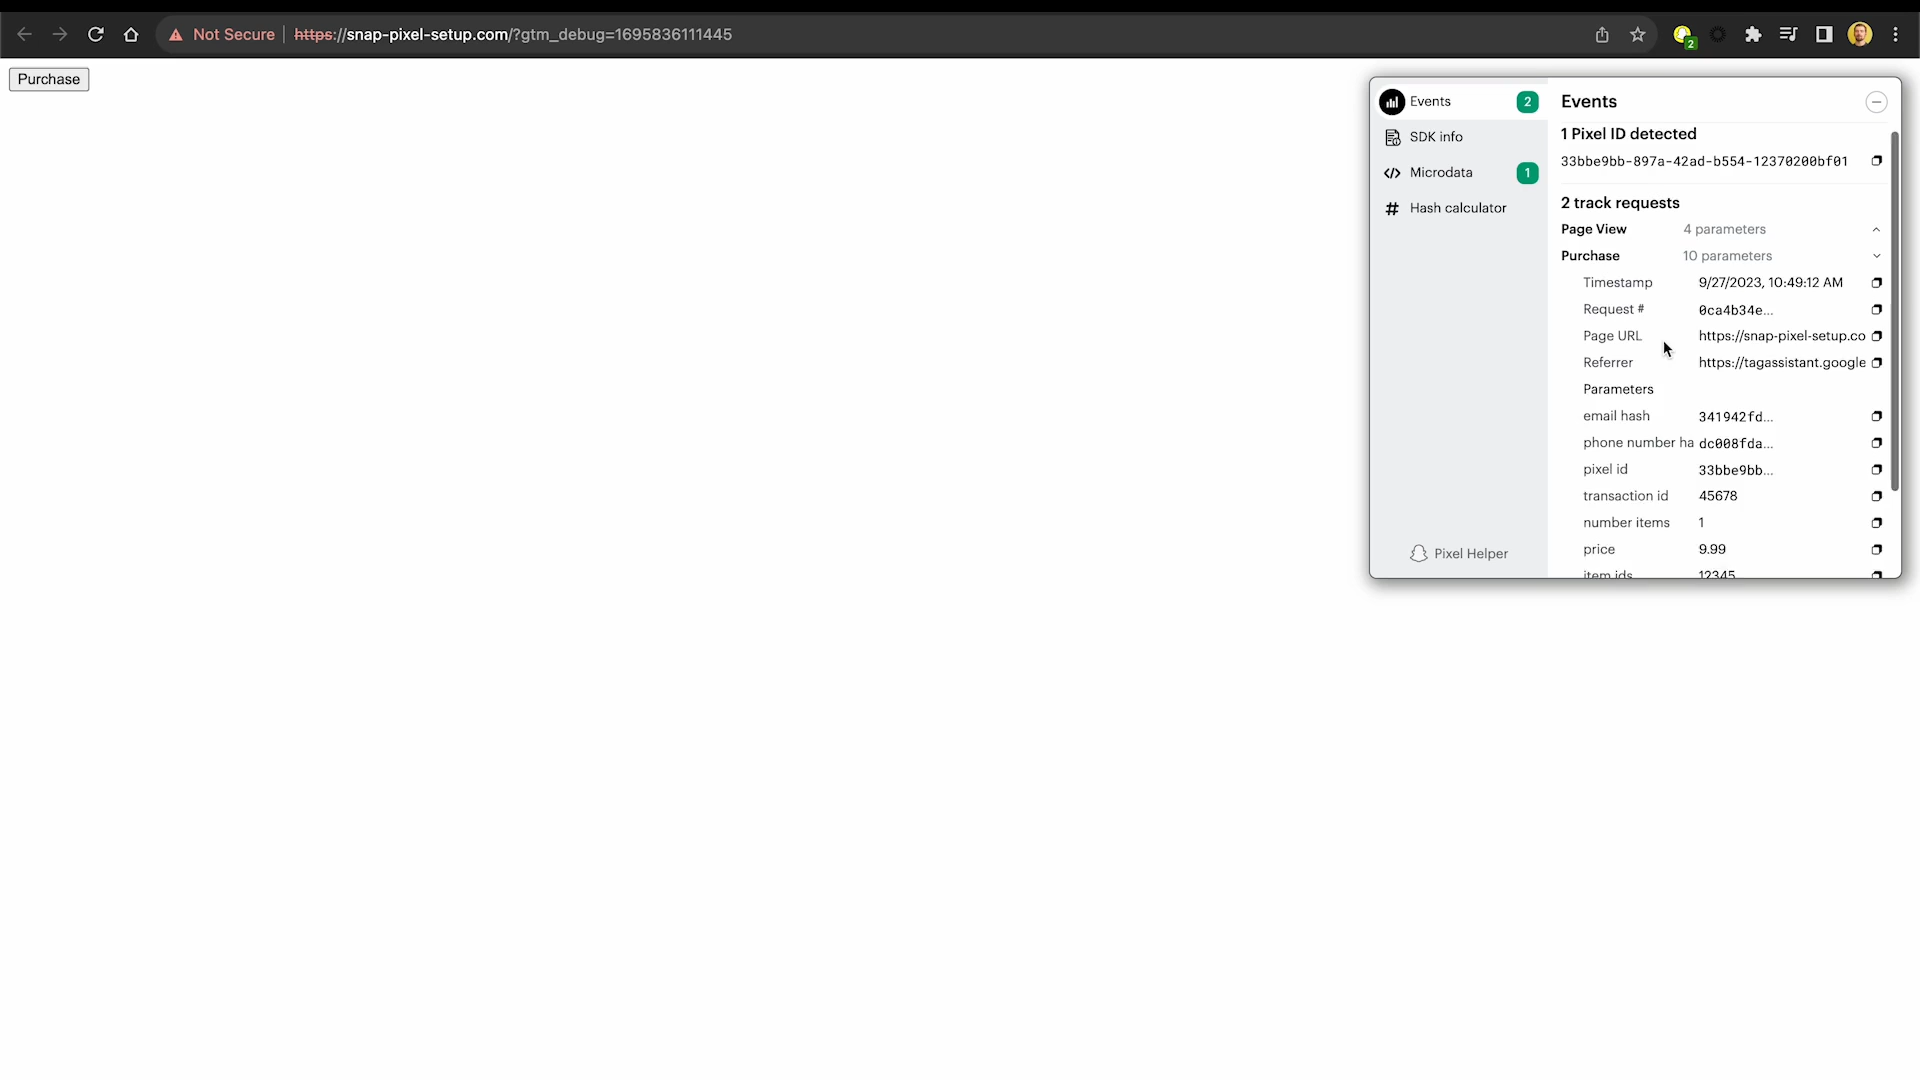 Not Secure https://snap-pixel-setup.com/?gtm_debug=1695836111445
2
Purchase
Events 2
SDK info
Microdata 1
Hash calculator
Pixel Helper
Events
1 Pixel ID detected
33bbe9bb-897a-42ad-b554-12370200bf01
2 track requests
Page View 4 parameters
Purchase 10 parameters
Timestamp 9/27/2023, 10:49:12 AM
Request # 0ca4b34e...
Page URL https://snap-pixel-setup.co
Referrer https://tagassistant.google
Parameters
email hash 341942fd...
phone number ha dc008fda...
pixel id 33bbe9bb...
transaction id 45678
number items 1
price 9.99
item ids 12345